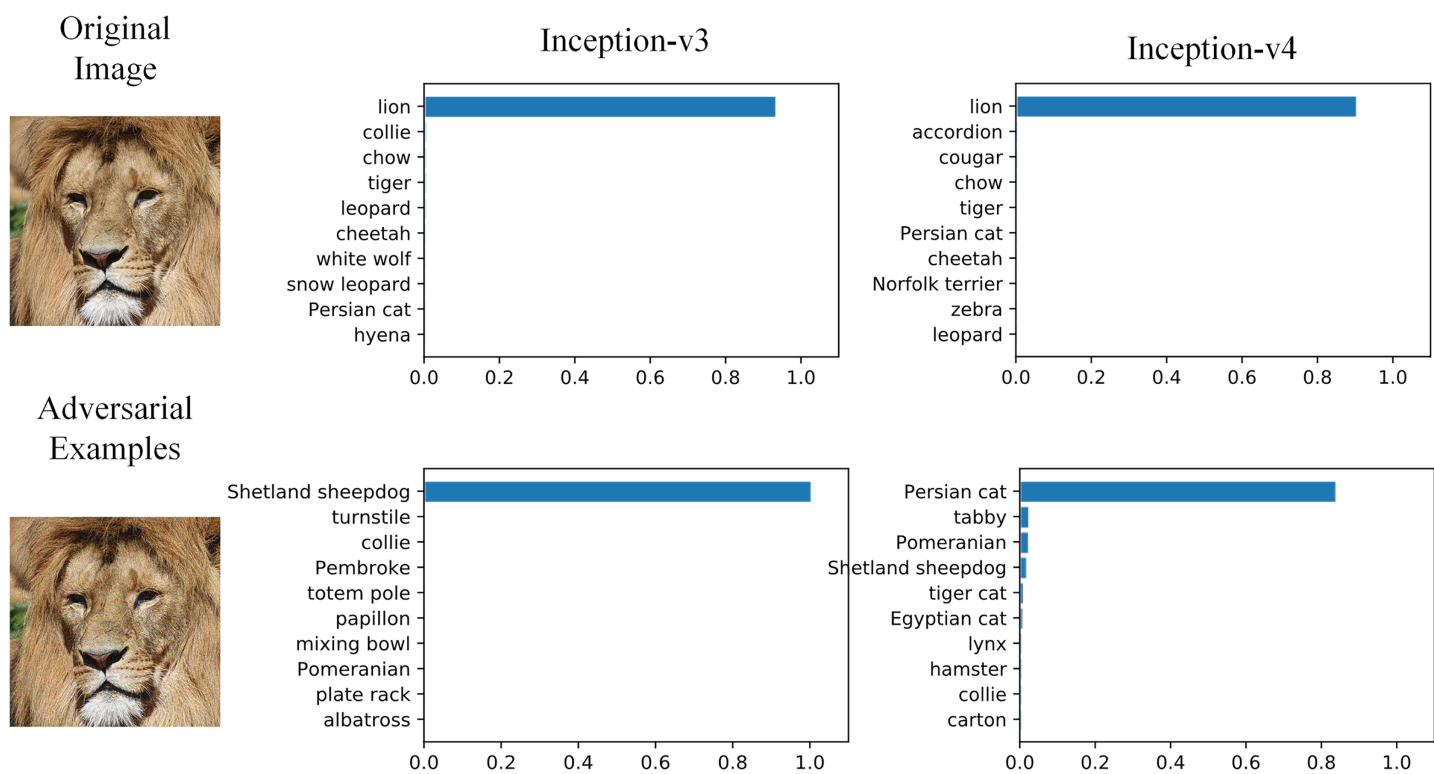 Original
Image
Inception-v3
Inception-v4
lion
collie
chow
tiger
leopard
cheetah
white wolf
snow leopard
Persian cat
hyena
0.0 0.2 0.4 0.6 0.8 1.0
lion
accordion
cougar
chow
tiger
Persian cat
cheetah
Norfolk terrier
zebra
leopard
0.0 0.2 0.4 0.6 0.8 1.0
Adversarial
Examples
Shetland sheepdog
turnstile
collie
Pembroke
totem pole
papillon
mixing bowl
Pomeranian
plate rack
albatross
0.0 0.2 0.4 0.6 0.8 1.0
Persian cat
tabby
Pomeranian
Shetland sheepdog
tiger cat
Egyptian cat
lynx
hamster
collie
carton
0.0 0.2 0.4 0.6 0.8 1.0